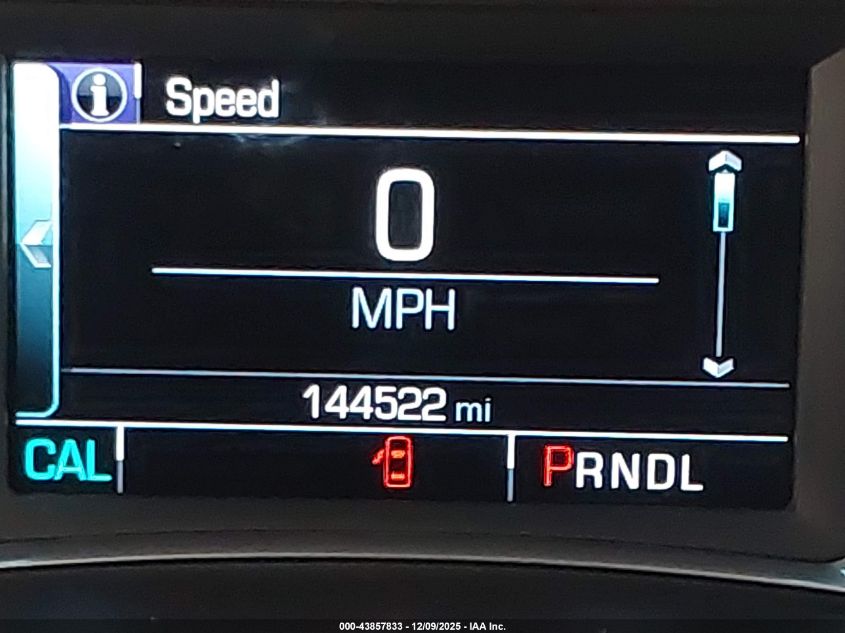 i Speed
0
MPH
144522 mi
CAL PRNDL
000-43857833 - 12/09/2025 - IAA Inc.